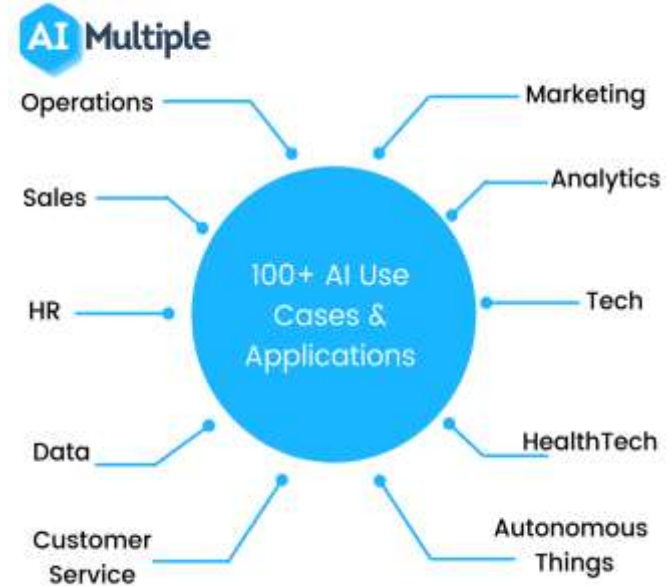 AI Multiple
Operations
Marketing
Sales
Analytics
HR
100+ AI Use
Cases &
Applications
Tech
Data
HealthTech
Customer
Service
Autonomous
Things